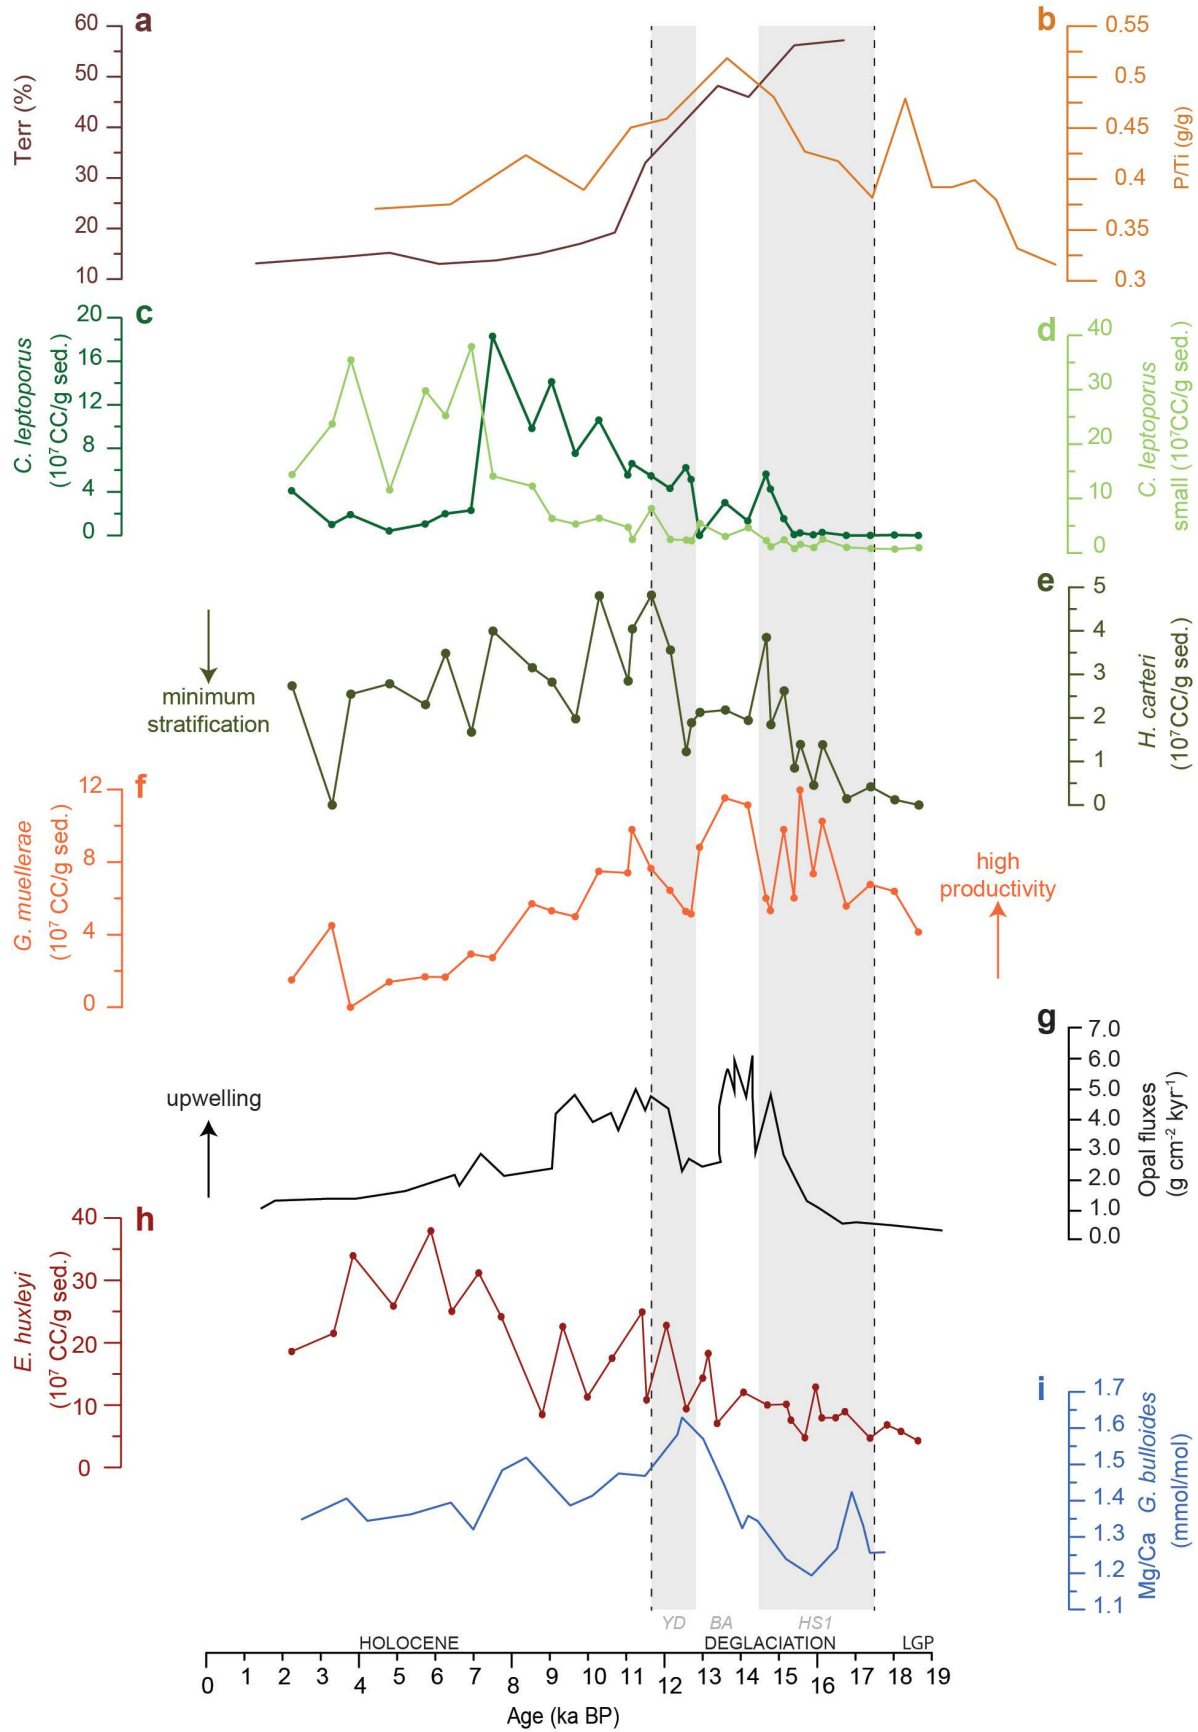 a
60
50
40
30
20
10
Terr (%)
b
0.55
0.5
0.45
0.4
0.35
0.3
P/Ti (g/g)
c
20
16
12
8
4
0
C. leptoporus
(10⁷ CC/g sed.)
d
40
30
20
10
0
C. leptoporus
small (10⁷CC/g sed.)
e
5
4
3
2
1
0
H. carteri
(10⁷CC/g sed.)
minimum
stratification
f
12
8
4
0
G. muellerae
(10⁷ CC/g sed.)
high
productivity
g
7.0
6.0
5.0
4.0
3.0
2.0
1.0
0.0
Opal fluxes
(g cm⁻² kyr⁻¹)
upwelling
h
40
30
20
10
0
E. huxleyi
(10⁷ CC/g sed.)
i
1.7
1.6
1.5
1.4
1.3
1.2
1.1
Mg/Ca G. bulloides
(mmol/mol)
YD BA HS1
HOLOCENE DEGLACIATION LGP
0 1 2 3 4 5 6 7 8 9 10 11 12 13 14 15 16 17 18 19
Age (ka BP)